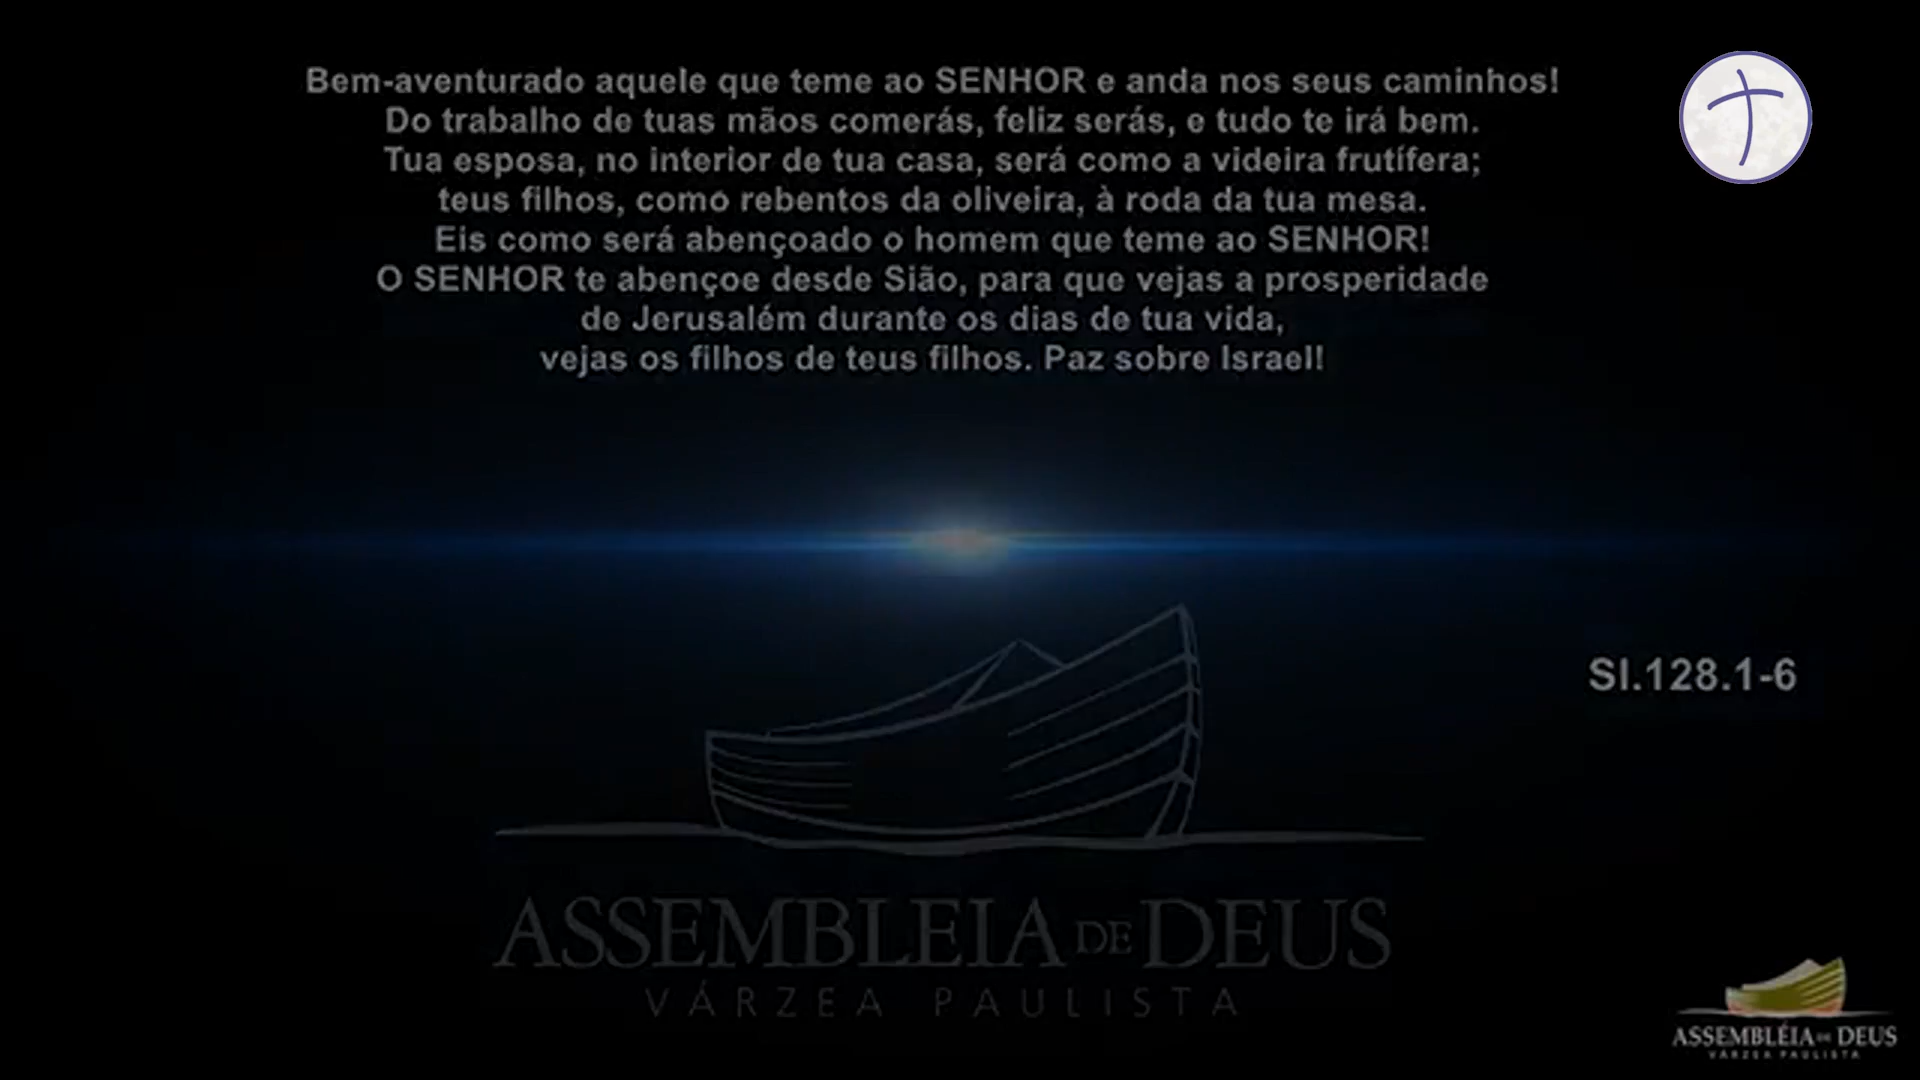 Bem-aventurado aquele que teme ao SENHOR e anda nos seus caminhos!
Do trabalho de tuas mãos comerás, feliz serás, e tudo te irá bem.
Tua esposa, no interior de tua casa, será como a videira frutífera;
teus filhos, como rebentos da oliveira, à roda da tua mesa.
Eis como será abençoado o homem que teme ao SENHOR!
O SENHOR te abençoe desde Sião, para que vejas a prosperidade
de Jerusalém durante os dias de tua vida,
vejas os filhos de teus filhos. Paz sobre Israel!
Sl.128.1-6
ASSEMBLEIA DE DEUS
VÁRZEA PAULISTA
ASSEMBLÉIA DE DEUS
VÁRZEA PAULISTA